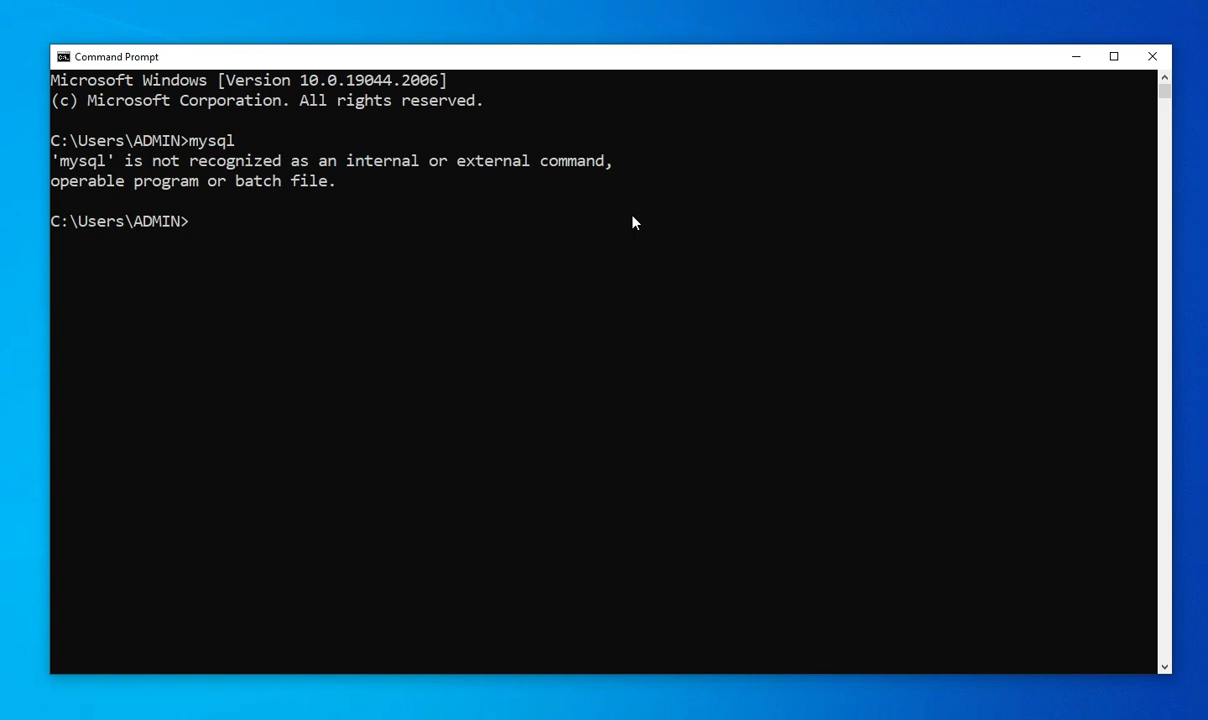 Command Prompt
Microsoft Windows [Version 10.0.19044.2006]
(c) Microsoft Corporation. All rights reserved.
C:\Users\ADMIN>mysql
'mysql' is not recognized as an internal or external command,
operable program or batch file.
C:\Users\ADMIN>